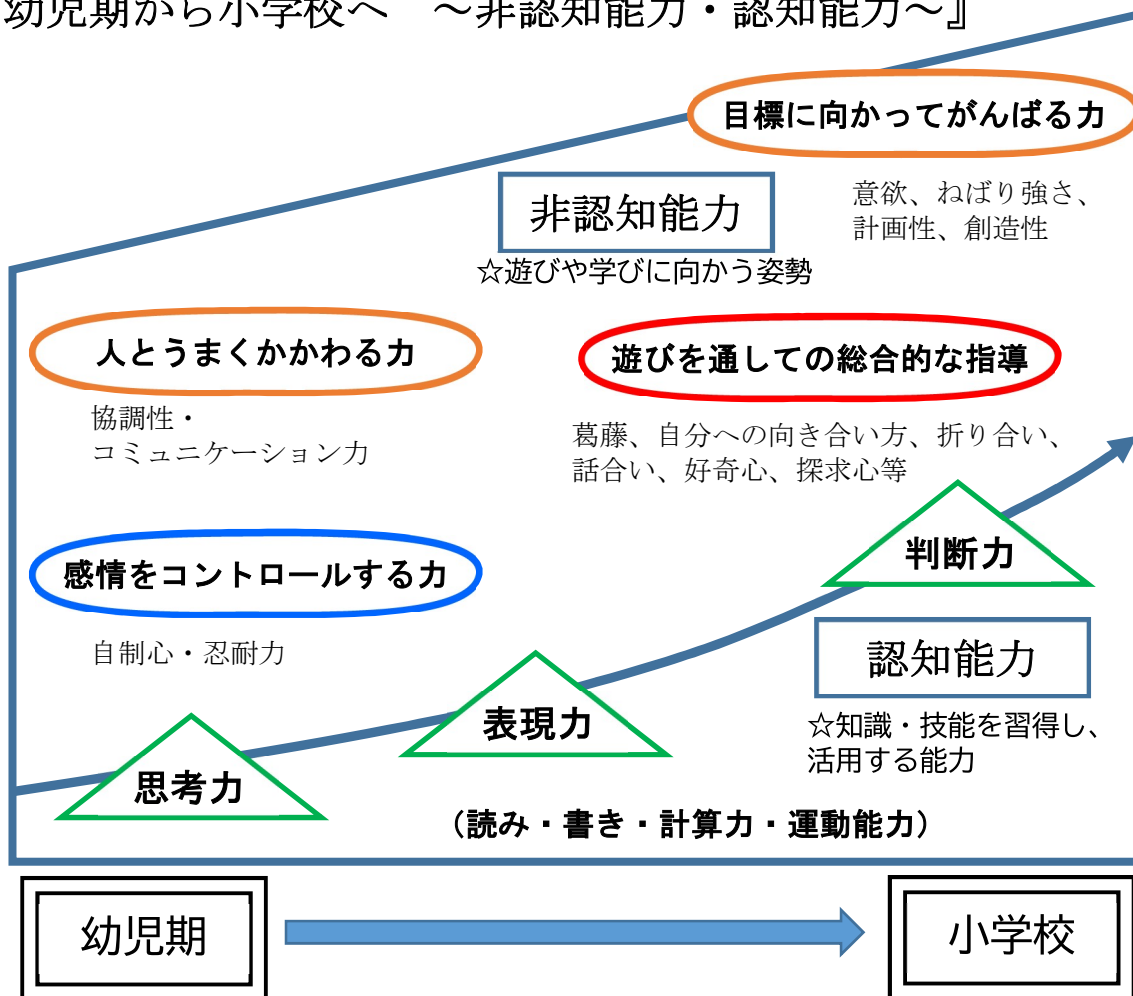 幼児期から小学校へ　～非認知能力・認知能力～』
目標に向かってがんばる力
非認知能力
意欲、ねばり強さ、
計画性、創造性
☆遊びや学びに向かう姿勢
人とうまくかかわる力
遊びを通しての総合的な指導
協調性・
コミュニケーション力
葛藤、自分への向き合い方、折り合い、
話合い、好奇心、探求心等
判断力
感情をコントロールする力
自制心・忍耐力
認知能力
表現力
☆知識・技能を習得し、
活用する能力
思考力
（読み・書き・計算力・運動能力）
幼児期
小学校